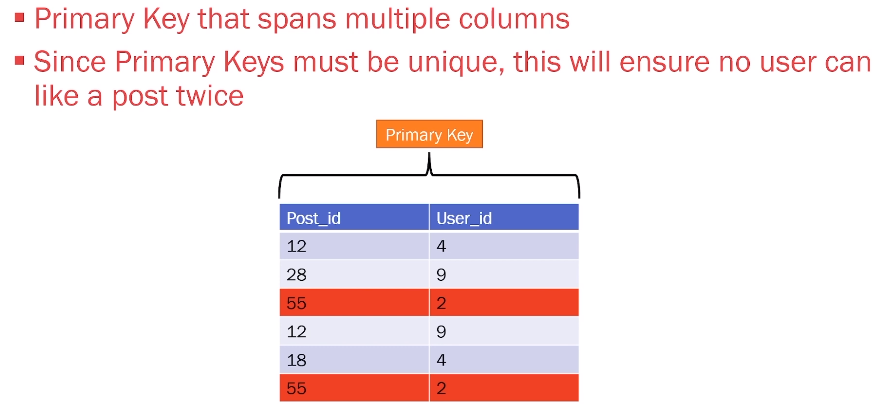 ▪ Primary Key that spans multiple columns
▪ Since Primary Keys must be unique, this will ensure no user can
like a post twice
Primary Key
Post_id User_id
12 4
28 9
55 2
12 9
18 4
55 2